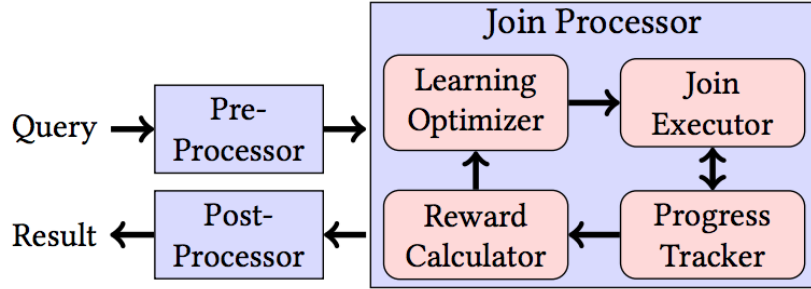 Join Processor
Query
Pre-
Processor
Learning
Optimizer
Join
Executor
Result
Post-
Processor
Reward
Calculator
Progress
Tracker